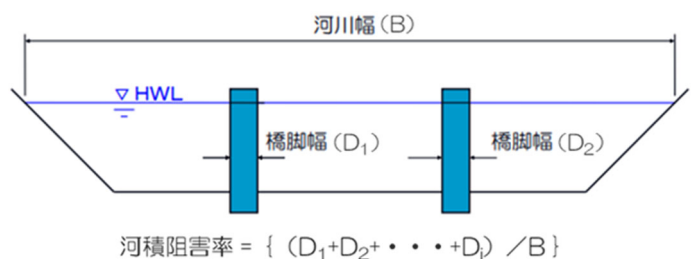 河川幅(B)
▽ HWL
橋脚幅(D₁) 橋脚幅(D₂)
河積阻害率 = { (D₁+D₂+・・・+Dᵢ) /B }